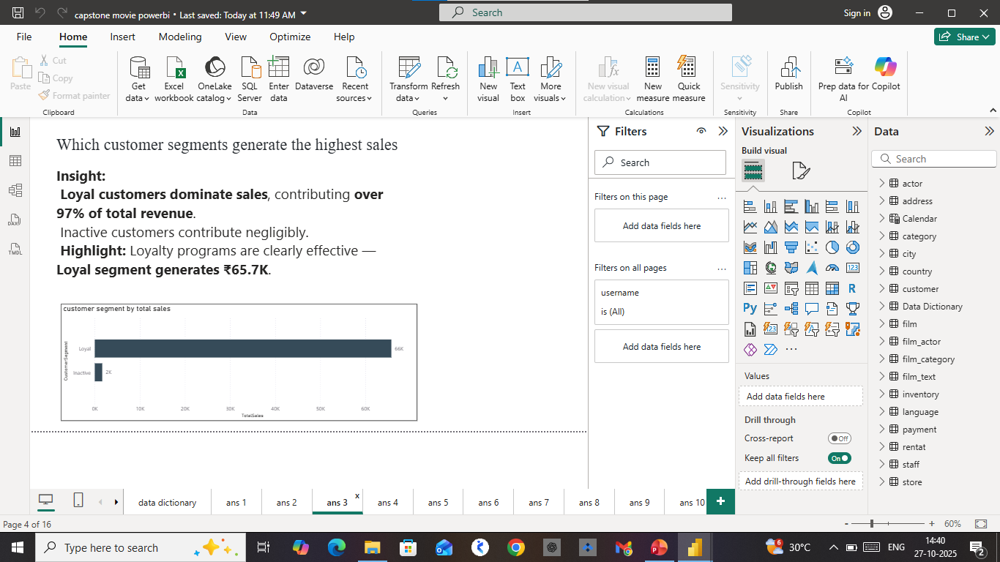 capstone movie powerbi • Last saved: Today at 11:49 AM
Search
Sign in
File Home Insert Modeling View Optimize Help
Share
Paste
Cut
Copy
Format painter
Clipboard
Get data
Excel workbook
OneLake catalog
SQL Server
Enter data
Dataverse
Recent sources
Data
Transform data
Refresh
Queries
New visual
Text box
More visuals
Insert
New visual calculation
New measure
Quick measure
Calculations
Sensitivity
Sensitivity
Publish
Share
Prep data for AI
Copilot
Copilot
DAX
TMDL
Which customer segments generate the highest sales
Insight:
Loyal customers dominate sales, contributing over
97% of total revenue.
Inactive customers contribute negligibly.
Highlight: Loyalty programs are clearly effective —
Loyal segment generates ₹65.7K.
customer segment by total sales
CustomerSegment
Loyal
66K
Inactive
2K
0K 10K 20K 30K 40K 50K 60K
TotalSales
Filters
Search
Filters on this page
...
Add data fields here
Filters on all pages
...
username
is (All)
Add data fields here
Visualizations
Build visual
123
R
Py
123
...
Values
Add data fields here
Drill through
Cross-report
Off
Keep all filters
On
Add drill-through fields here
Data
Search
actor
address
Calendar
category
city
country
customer
Data Dictionary
film
film_actor
film_category
film_text
inventory
language
payment
rentat
staff
store
data dictionary
ans 1
ans 2
ans 3
x
ans 4
ans 5
ans 6
ans 7
ans 8
ans 9
ans 10
+
Page 4 of 16
- + 60%
Type here to search
6
30°C
ENG
14:40
27-10-2025
2